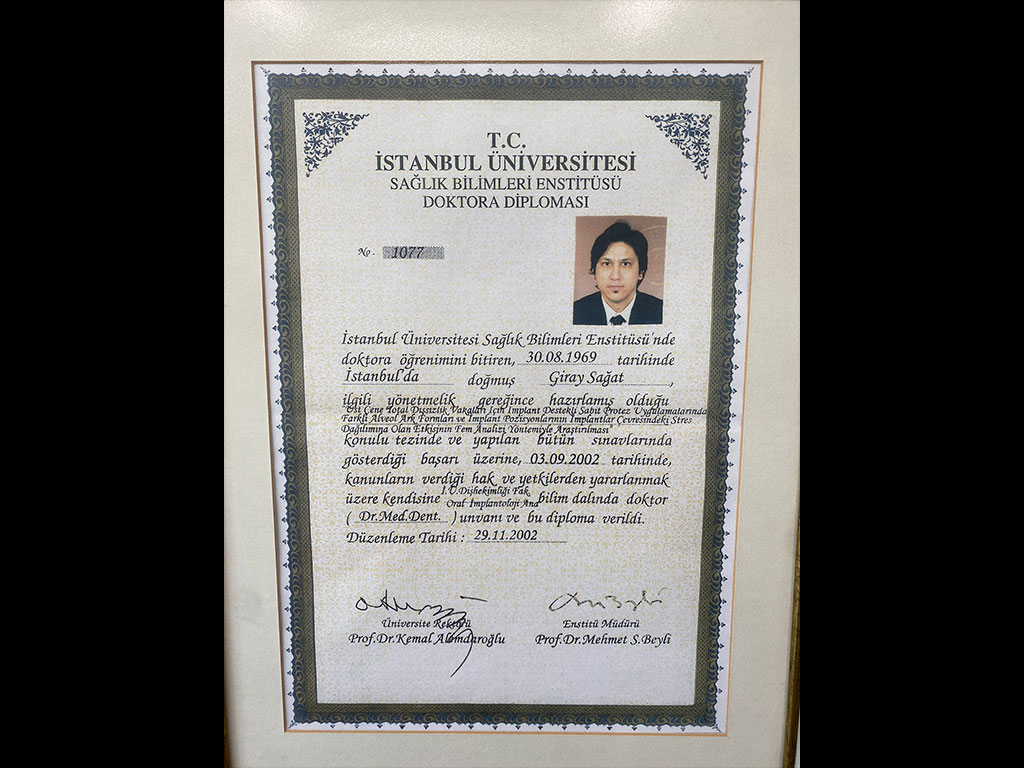 T.C.
İSTANBUL ÜNİVERSİTESİ
SAĞLIK BİLİMLERİ ENSTİTÜSÜ
DOKTORA DİPLOMASI
No. 1077
İstanbul Üniversitesi Sağlık Bilimleri Enstitüsü'nde
doktora öğrenimini bitiren, 30.08.1969 tarihinde
İstanbul'da doğmuş Giray Sağat,
ilgili yönetmelik gereğince hazırlamış olduğu
"Üst Çene Total Dişsizlik Vakaları İçin İmplant Destekli Sabit Protez Uygulamalarında
Farklı Alveol Ark Formları ve İmplant Pozisyonlarının İmplantlar Çevresindeki Stres
Dağılımına Olan Etkisinin Fem Analizi Yöntemiyle Araştırılması"
konulu tezinde ve yapılan bütün sınavlarında
gösterdiği başarı üzerine, 03.09.2002 tarihinde,
kanunların verdiği hak ve yetkilerden yararlanmak
üzere kendisine İ.Ü.Dişhekimliği Fak. Oral İmplantoloji Ana bilim dalında doktor
( Dr.Med.Dent. ) unvanı ve bu diploma verildi.
Düzenleme Tarihi : 29.11.2002
Üniversite Rektörü
Prof.Dr.Kemal Alemdaroğlu
Enstitü Müdürü
Prof.Dr.Mehmet S.Beyli